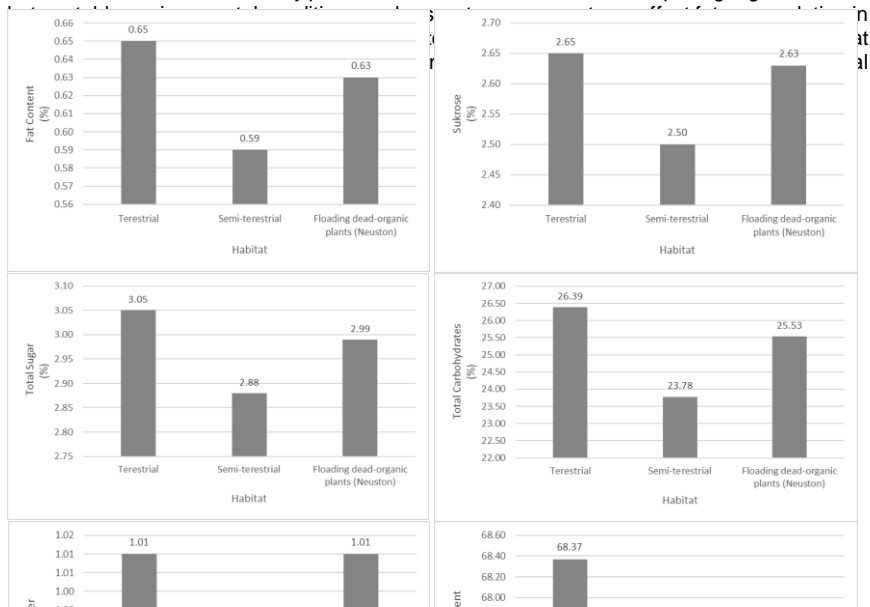 in
at
al
0.66
0.65
0.64
0.63
0.62
0.61
0.60
0.59
0.58
0.57
0.56
Fat Content
(%)
0.65
0.59
0.63
Terestrial
Semi-terestrial
Floading dead-organic
plants (Neuston)
Habitat
2.70
2.65
2.60
2.55
2.50
2.45
2.40
Sukrose
(%)
2.65
2.50
2.63
Terestrial
Semi-terestrial
Floading dead-organic
plants (Neuston)
Habitat
3.10
3.05
3.00
2.95
2.90
2.85
2.80
2.75
Total Sugar
(%)
3.05
2.88
2.99
Terestrial
Semi-terestrial
Floading dead-organic
plants (Neuston)
Habitat
27.00
26.50
26.00
25.50
25.00
24.50
24.00
23.50
23.00
22.50
22.00
Total Carbohydrates
(%)
26.39
23.78
25.53
Terestrial
Semi-terestrial
Floading dead-organic
plants (Neuston)
Habitat
1.02
1.01
1.01
1.00
1.01
1.01
68.60
68.40
68.20
68.00
68.37